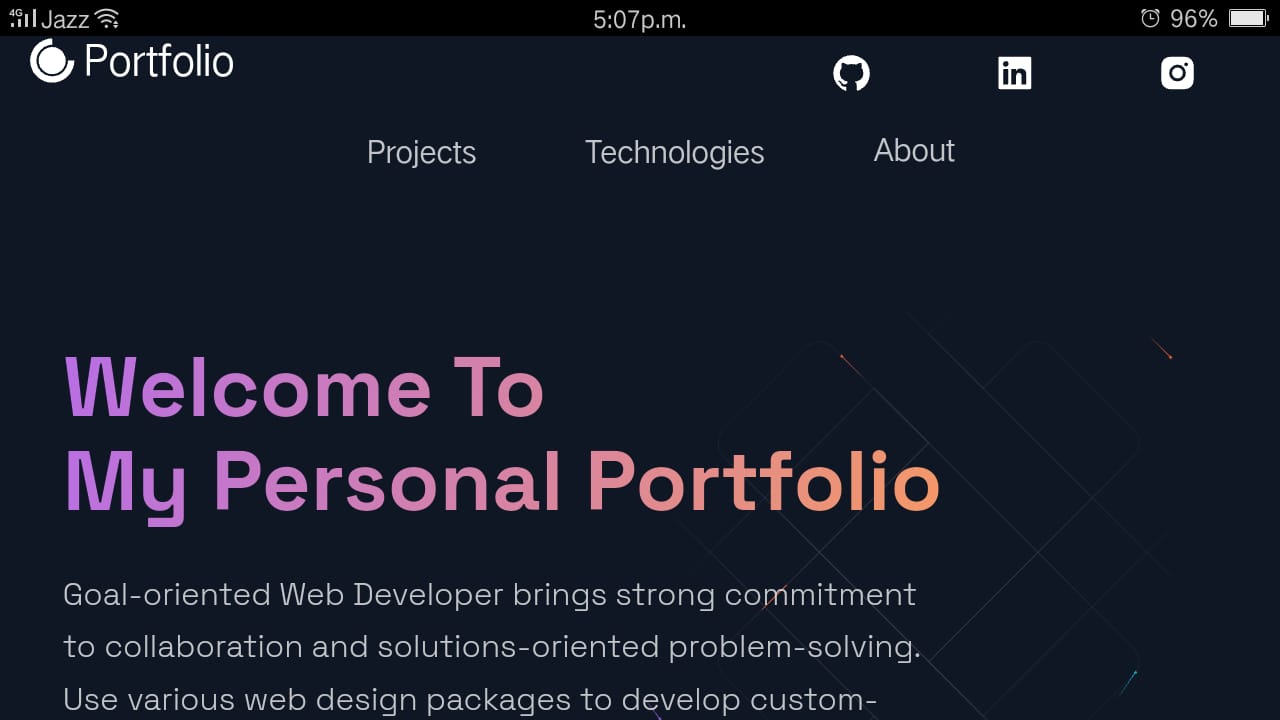 4G Jazz 5:07p.m. 96%
Portfolio
Projects Technologies About
Welcome To
My Personal Portfolio
Goal-oriented Web Developer brings strong commitment
to collaboration and solutions-oriented problem-solving.
Use various web design packages to develop custom-